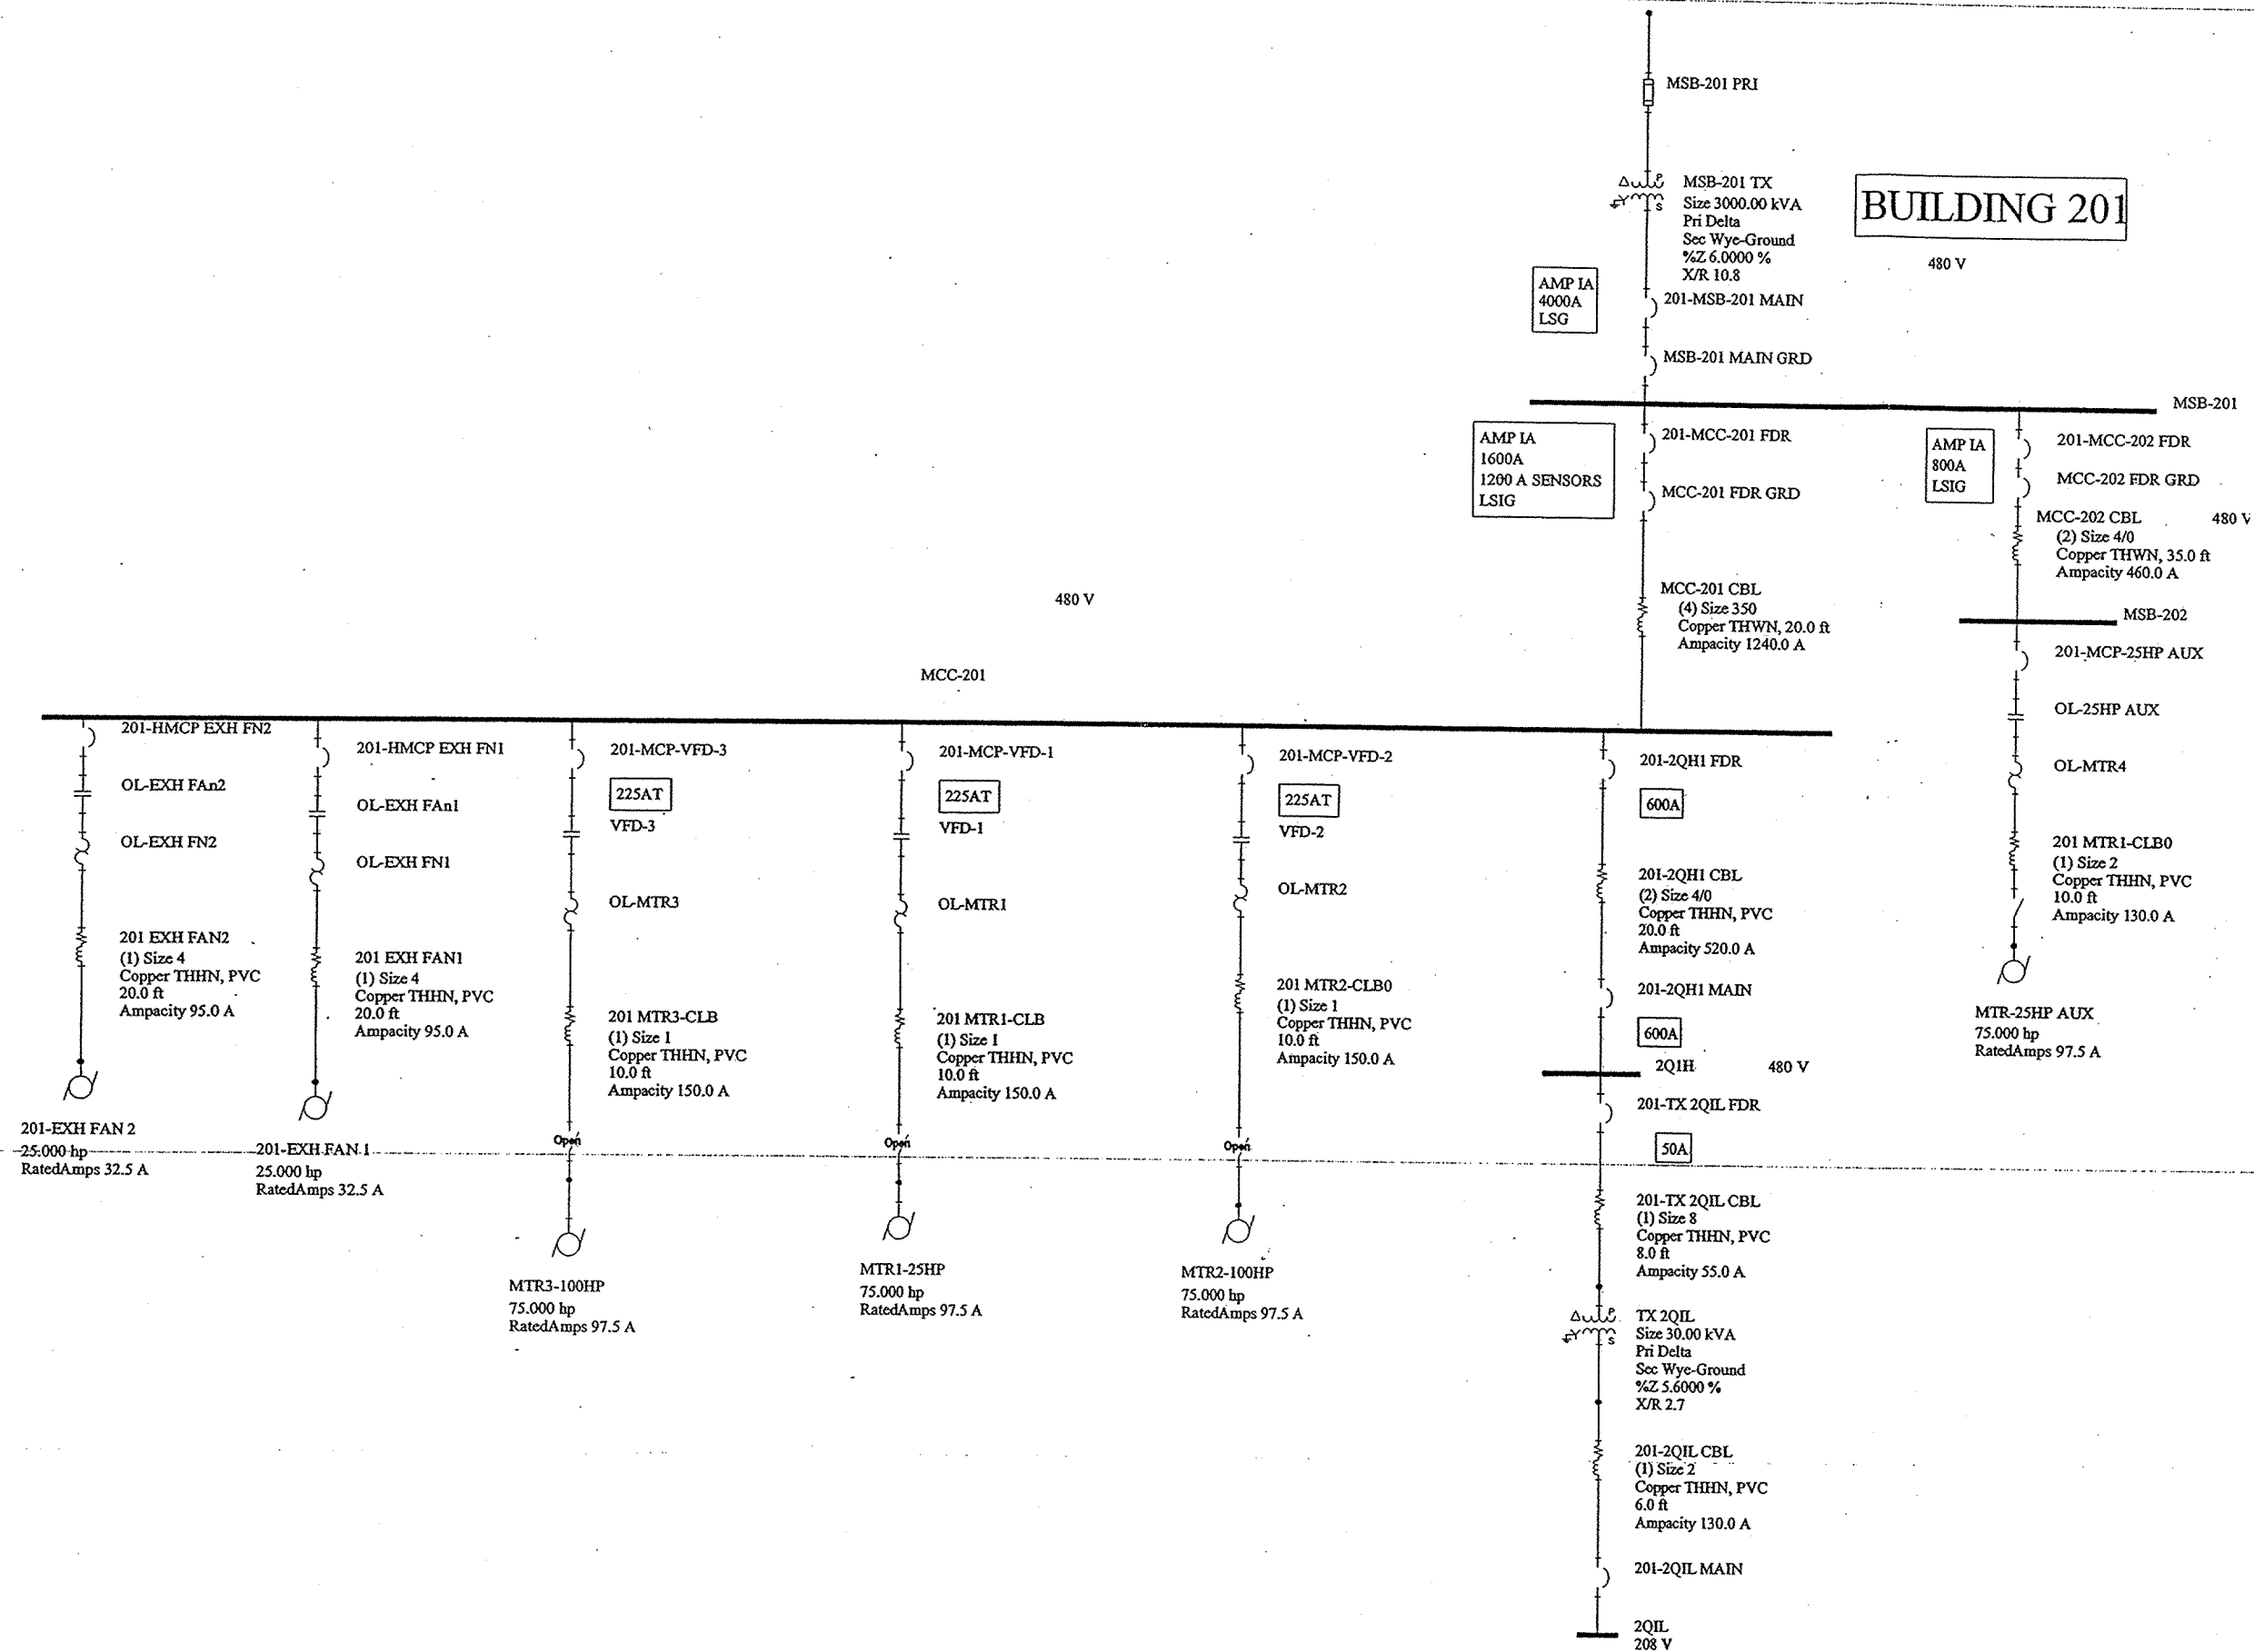 MSB-201 PRI
P
S
MSB-201 TX
Size 3000.00 kVA
Pri Delta
Sec Wye-Ground
%Z 6.0000 %
X/R 10.8
BUILDING 201
480 V
AMP IA
4000A
LSG
201-MSB-201 MAIN
MSB-201 MAIN GRD
MSB-201
AMP IA
1600A
1200 A SENSORS
LSIG
201-MCC-201 FDR
MCC-201 FDR GRD
AMP IA
800A
LSIG
201-MCC-202 FDR
MCC-202 FDR GRD
MCC-202 CBL
(2) Size 4/0
Copper THWN, 35.0 ft
Ampacity 460.0 A
480 V
MCC-201 CBL
(4) Size 350
Copper THWN, 20.0 ft
Ampacity 1240.0 A
480 V
MSB-202
201-MCP-25HP AUX
OL-25HP AUX
OL-MTR4
201 MTR1-CLB0
(1) Size 2
Copper THHN, PVC
10.0 ft
Ampacity 130.0 A
MTR-25HP AUX
75.000 hp
RatedAmps 97.5 A
MCC-201
201-HMCP EXH FN2
OL-EXH FAn2
OL-EXH FN2
201 EXH FAN2
(1) Size 4
Copper THHN, PVC
20.0 ft
Ampacity 95.0 A
201-EXH FAN 2
25.000 hp
RatedAmps 32.5 A
201-HMCP EXH FN1
OL-EXH FAn1
OL-EXH FN1
201 EXH FAN1
(1) Size 4
Copper THHN, PVC
20.0 ft
Ampacity 95.0 A
201-EXH FAN 1
25.000 hp
RatedAmps 32.5 A
201-MCP-VFD-3
225AT
VFD-3
OL-MTR3
201 MTR3-CLB
(1) Size 1
Copper THHN, PVC
10.0 ft
Ampacity 150.0 A
Open
MTR3-100HP
75.000 hp
RatedAmps 97.5 A
201-MCP-VFD-1
225AT
VFD-1
OL-MTR1
201 MTR1-CLB
(1) Size 1
Copper THHN, PVC
10.0 ft
Ampacity 150.0 A
Open
MTR1-25HP
75.000 hp
RatedAmps 97.5 A
201-MCP-VFD-2
225AT
VFD-2
OL-MTR2
201 MTR2-CLB0
(1) Size 1
Copper THHN, PVC
10.0 ft
Ampacity 150.0 A
Open
MTR2-100HP
75.000 hp
RatedAmps 97.5 A
201-2QH1 FDR
600A
201-2QH1 CBL
(2) Size 4/0
Copper THHN, PVC
20.0 ft
Ampacity 520.0 A
201-2QH1 MAIN
600A
2Q1H
480 V
201-TX 2QIL FDR
50A
201-TX 2QIL CBL
(1) Size 8
Copper THHN, PVC
8.0 ft
Ampacity 55.0 A
P
S
TX 2QIL
Size 30.00 kVA
Pri Delta
Sec Wye-Ground
%Z 5.6000 %
X/R 2.7
201-2QIL CBL
(1) Size 2
Copper THHN, PVC
6.0 ft
Ampacity 130.0 A
201-2QIL MAIN
2QIL
208 V